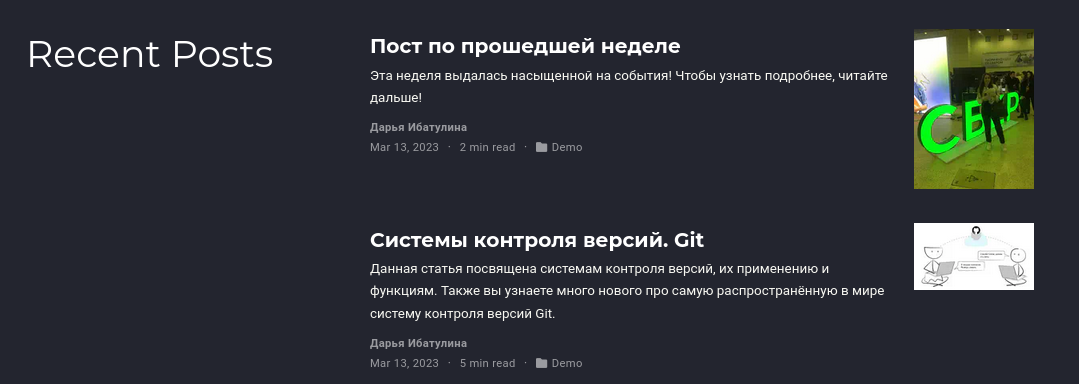 Recent Posts
Пост по прошедшей неделе
Эта неделя выдалась насыщенной на события! Чтобы узнать подробнее, читайте
дальше!
Дарья Ибатулина
Mar 13, 2023 · 2 min read · Demo
Системы контроля версий. Git
Данная статья посвящена системам контроля версий, их применению и
функциям. Также вы узнаете много нового про самую распространённую в мире
систему контроля версий Git.
Дарья Ибатулина
Mar 13, 2023 · 5 min read · Demo